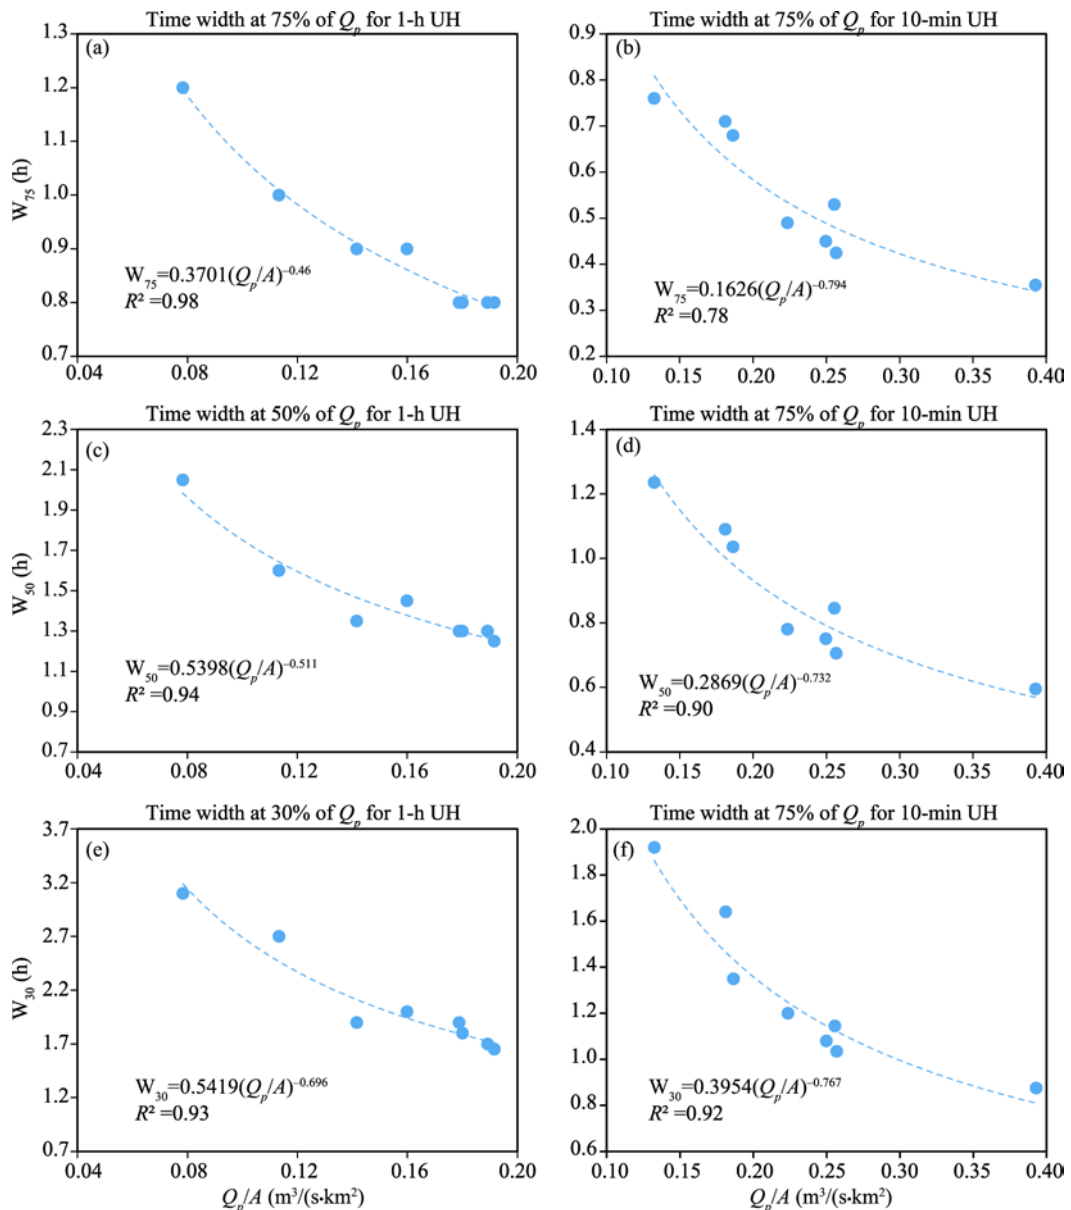 Time width at 75% of Qp for 1-h UH
(a)
1.3
1.2
1.1
1.0
0.9
0.8
0.7
W75 (h)
W75=0.3701(Qp/A)−0.46
R² =0.98
0.04 0.08 0.12 0.16 0.20
Time width at 75% of Qp for 10-min UH
(b)
0.9
0.8
0.7
0.6
0.5
0.4
0.3
0.2
W75=0.1626(Qp/A)−0.794
R² =0.78
0.10 0.15 0.20 0.25 0.30 0.35 0.40
Time width at 50% of Qp for 1-h UH
(c)
2.3
2.1
1.9
1.7
1.5
1.3
1.1
0.9
0.7
W50 (h)
W50=0.5398(Qp/A)−0.511
R² =0.94
0.04 0.08 0.12 0.16 0.20
Time width at 75% of Qp for 10-min UH
(d)
1.4
1.2
1.0
0.8
0.6
0.4
W50=0.2869(Qp/A)−0.732
R² =0.90
0.10 0.15 0.20 0.25 0.30 0.35 0.40
Time width at 30% of Qp for 1-h UH
(e)
3.7
3.2
2.7
2.2
1.7
1.2
0.7
W30 (h)
W30=0.5419(Qp/A)−0.696
R² =0.93
0.04 0.08 0.12 0.16 0.20
Qp/A (m³/(s·km²)
Time width at 75% of Qp for 10-min UH
(f)
2.0
1.8
1.6
1.4
1.2
1.0
0.8
0.6
W30=0.3954(Qp/A)−0.767
R² =0.92
0.10 0.15 0.20 0.25 0.30 0.35 0.40
Qp/A (m³/(s·km²)